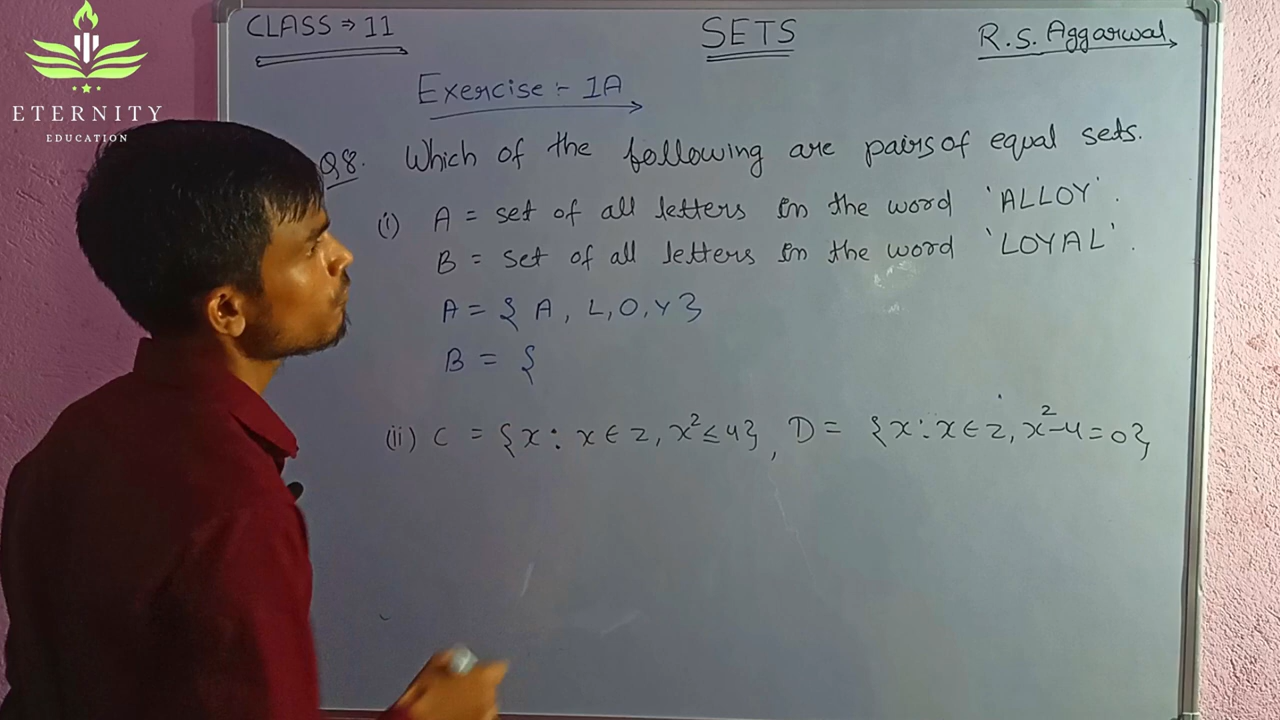 CLASS ⇒ 11 SETS R.S. Aggarwal
ETERNITY
EDUCATION
Exercise :- 1A
Q8. Which of the following are pairs of equal sets.
(i) A = set of all letters in the word 'ALLOY'.
B = set of all letters in the word 'LOYAL'.
A = { A, L, O, Y }
B = {
(ii) C = {x : x ∈ z, x² ≤ 4}, D = {x : x ∈ z, x² - 4 = 0},